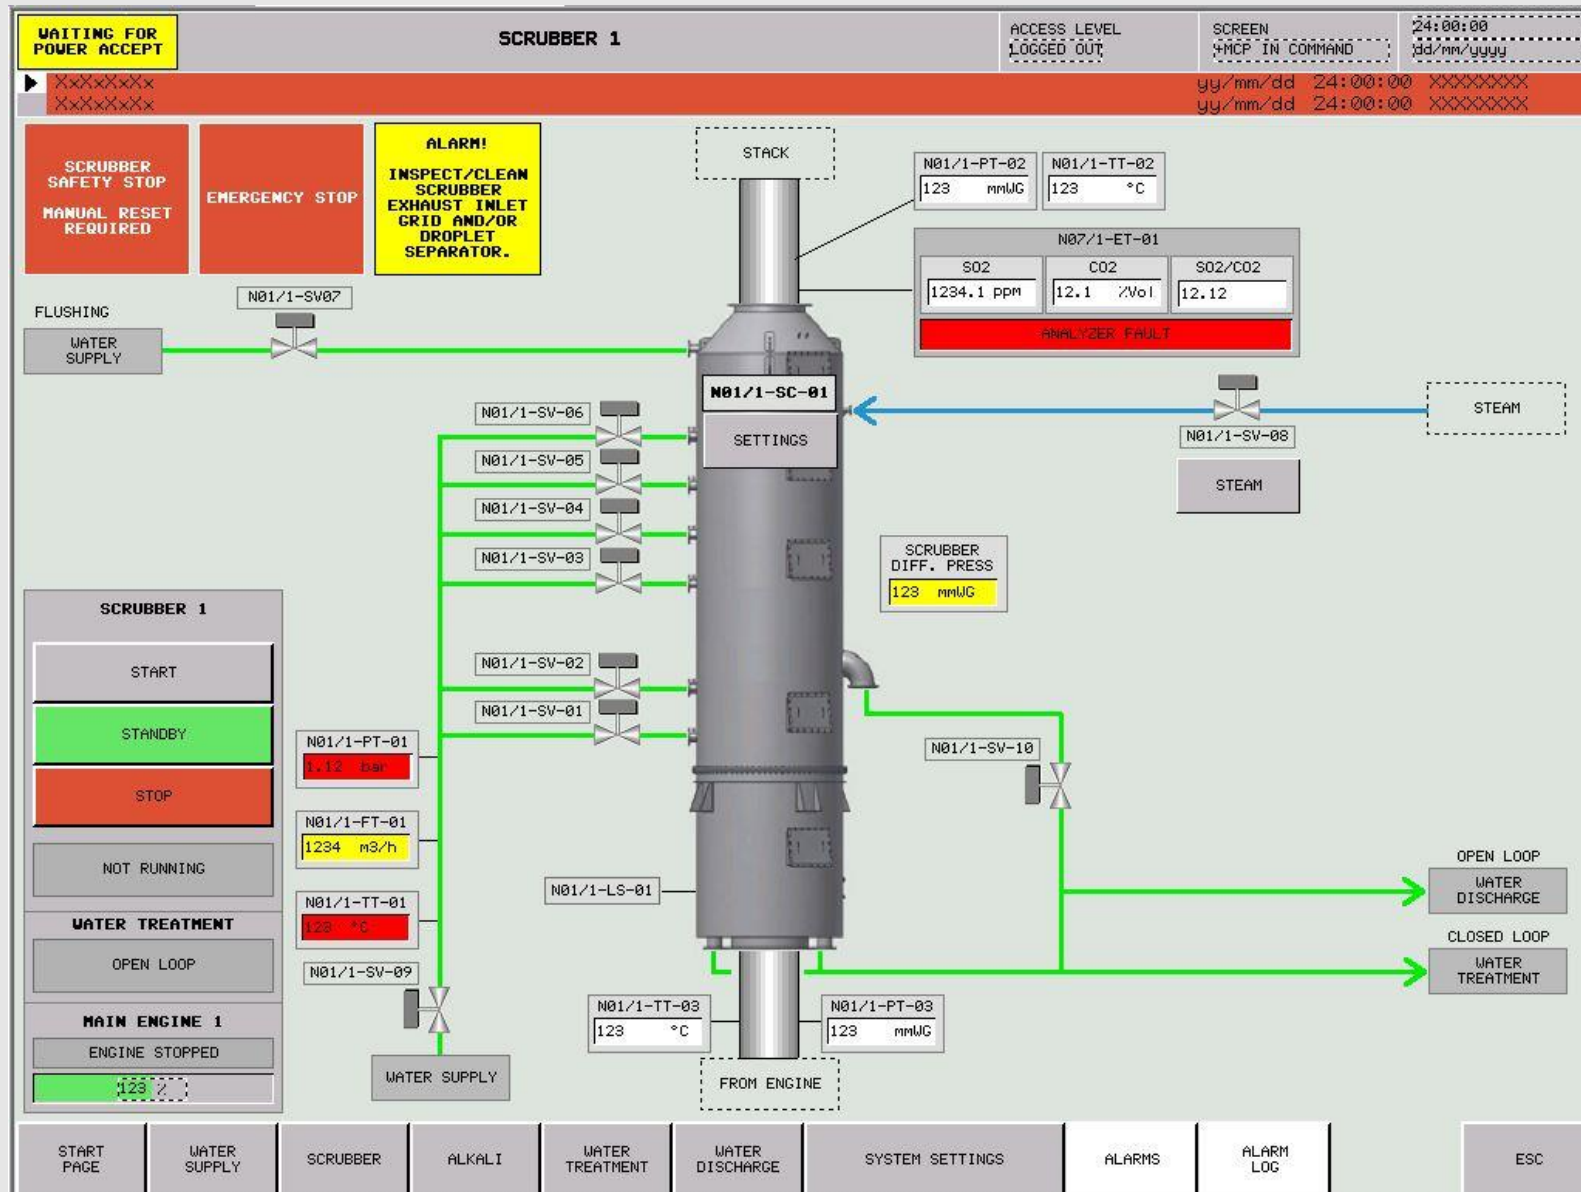 WAITING FOR
POWER ACCEPT
SCRUBBER 1
ACCESS LEVEL
LOGGED OUT
SCREEN
+MCP IN COMMAND
24:00:00
dd/mm/yyyy
XxXxXxXx
yy/mm/dd 24:00:00 XXXXXXXX
XxXxXxXx
yy/mm/dd 24:00:00 XXXXXXXX
SCRUBBER
SAFETY STOP
MANUAL RESET
REQUIRED
EMERGENCY STOP
ALARM!
INSPECT/CLEAN
SCRUBBER
EXHAUST INLET
GRID AND/OR
DROPLET
SEPARATOR.
STACK
N01/1-PT-02
123 mmWG
N01/1-TT-02
123 °C
N07/1-ET-01
SO2
1234.1 ppm
CO2
12.1 %Vol
SO2/CO2
12.12
ANALYZER FAULT
N01/1-SV07
FLUSHING
WATER
SUPPLY
N01/1-SC-01
SETTINGS
STEAM
N01/1-SV-08
STEAM
N01/1-SV-06
N01/1-SV-05
N01/1-SV-04
N01/1-SV-03
SCRUBBER
DIFF. PRESS
123 mmWG
N01/1-SV-02
N01/1-SV-01
N01/1-SV-10
SCRUBBER 1
START
STANDBY
STOP
NOT RUNNING
WATER TREATMENT
OPEN LOOP
MAIN ENGINE 1
ENGINE STOPPED
123 %
N01/1-PT-01
1.12 bar
N01/1-FT-01
1234 m3/h
N01/1-TT-01
123 °C
N01/1-SV-09
WATER SUPPLY
N01/1-LS-01
N01/1-TT-03
123 °C
N01/1-PT-03
123 mmWG
FROM ENGINE
OPEN LOOP
WATER
DISCHARGE
CLOSED LOOP
WATER
TREATMENT
START
PAGE
WATER
SUPPLY
SCRUBBER
ALKALI
WATER
TREATMENT
WATER
DISCHARGE
SYSTEM SETTINGS
ALARMS
ALARM
LOG
ESC